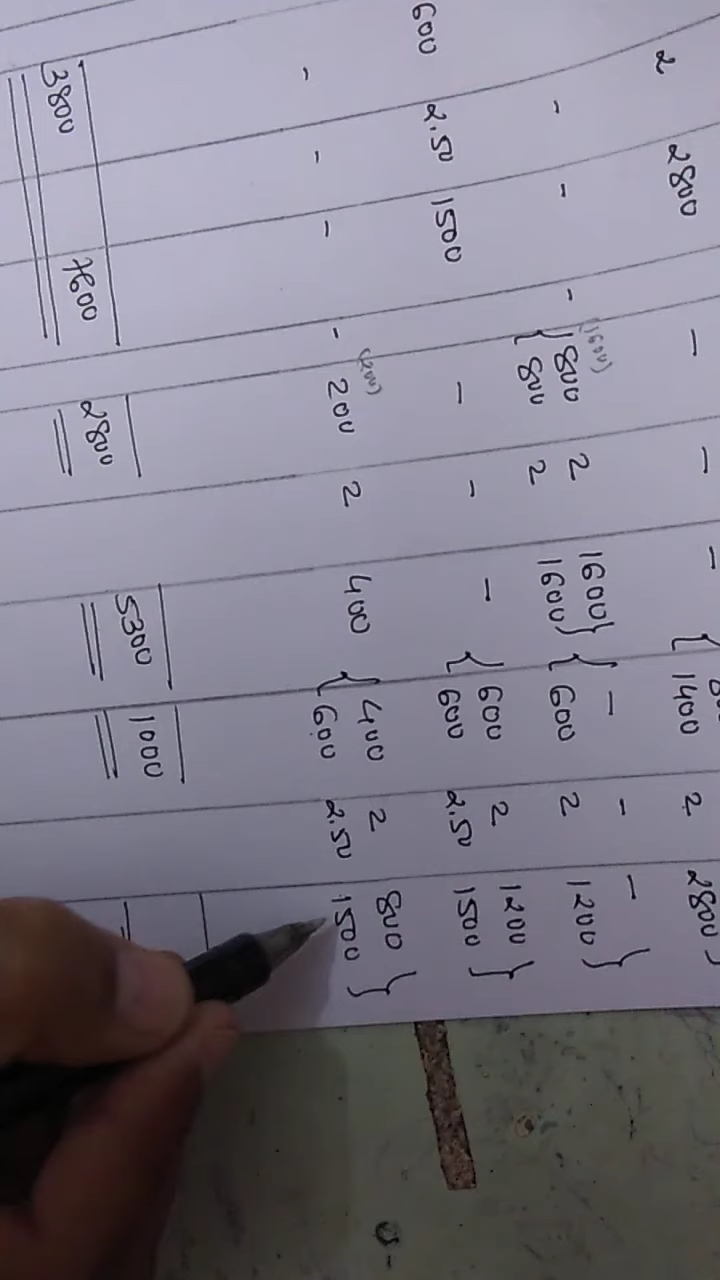 2 2800 - - - { 1400 2 2800 }
(1600)
- - - { 800 2 1600 } - - -
800 2 1600 { 600 2 1200 }
600 2.50 1500 - - - { 600 2 1200
600 2.50 1500 }
(200)
- - - - 200 2 400 { 400 2 800
600 2.50 1500 }
3800 7600 2800 5300 1000